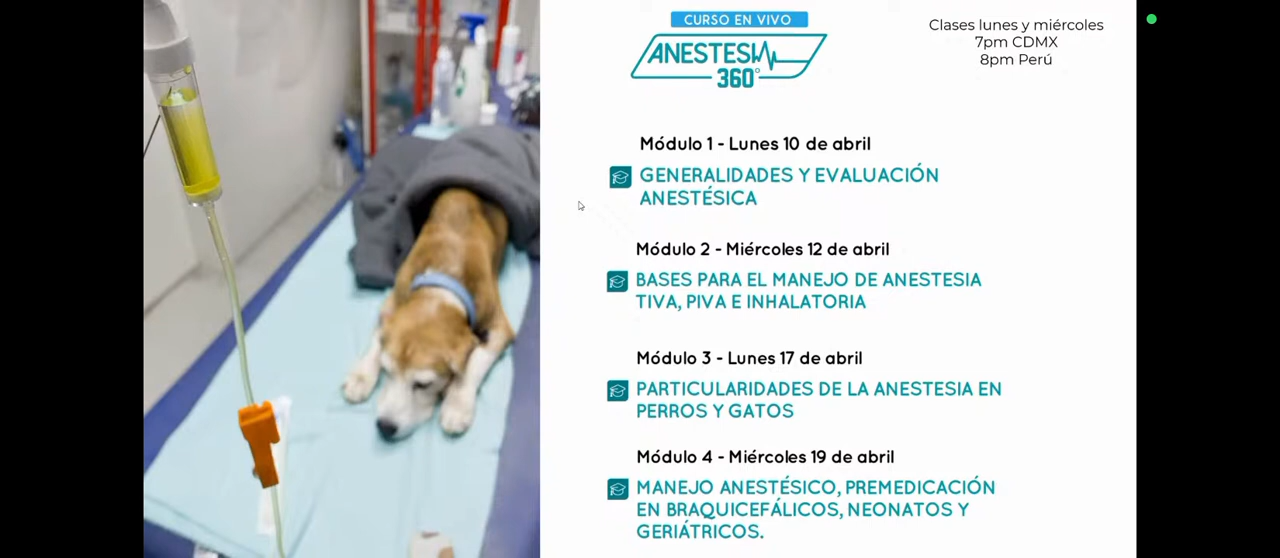 CURSO EN VIVO
ANESTESIA
360°
Clases lunes y miércoles
7pm CDMX
8pm Perú
Módulo 1 - Lunes 10 de abril
GENERALIDADES Y EVALUACIÓN
ANESTÉSICA
Módulo 2 - Miércoles 12 de abril
BASES PARA EL MANEJO DE ANESTESIA
TIVA, PIVA E INHALATORIA
Módulo 3 - Lunes 17 de abril
PARTICULARIDADES DE LA ANESTESIA EN
PERROS Y GATOS
Módulo 4 - Miércoles 19 de abril
MANEJO ANESTÉSICO, PREMEDICACIÓN
EN BRAQUICEFÁLICOS, NEONATOS Y
GERIÁTRICOS.